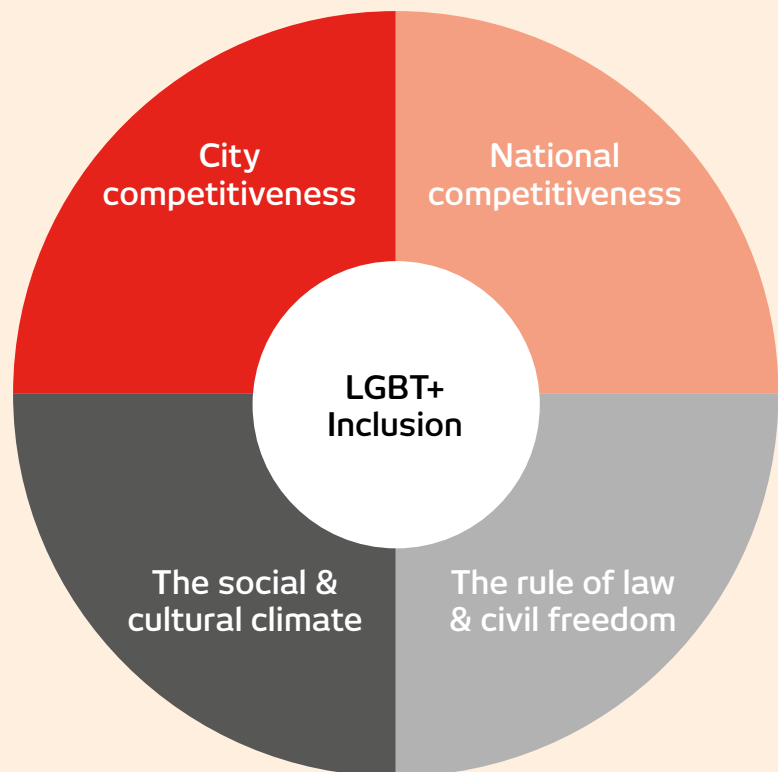 City
competitiveness
National
competitiveness
LGBT+
Inclusion
The social &
cultural climate
The rule of law
& civil freedom